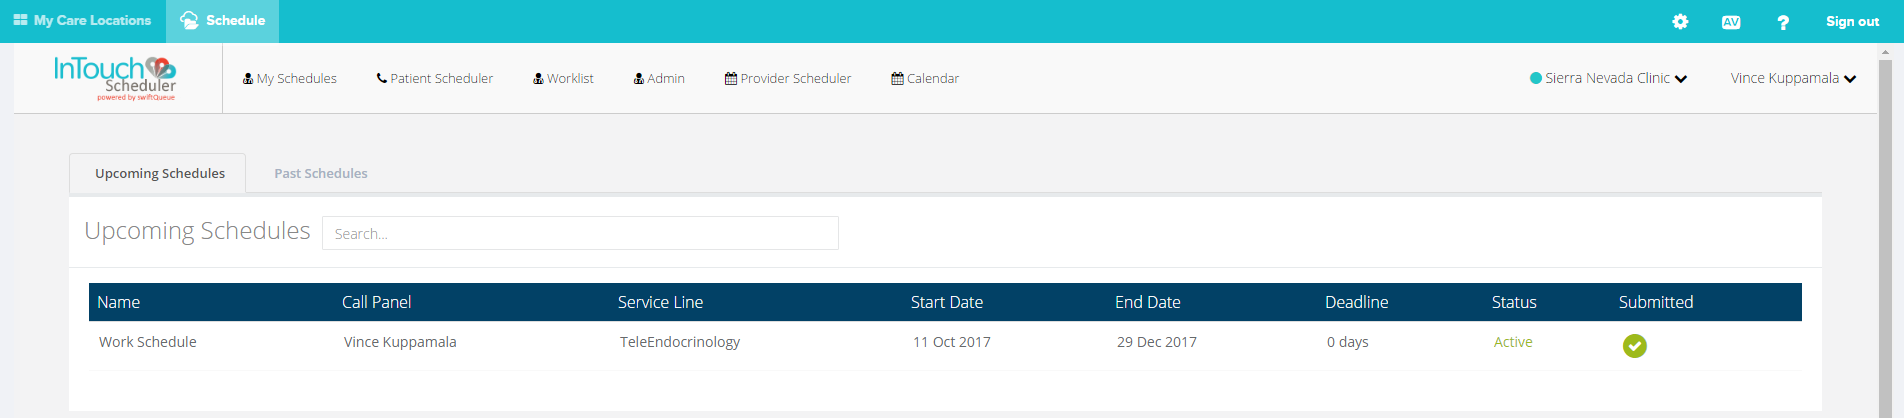 My Care Locations Schedule AV ? Sign out
InTouch
Scheduler
powered by swiftQueue
My Schedules Patient Scheduler Worklist Admin Provider Scheduler Calendar Sierra Nevada Clinic Vince Kuppamala
Upcoming Schedules Past Schedules
Upcoming Schedules Search...
Name Call Panel Service Line Start Date End Date Deadline Status Submitted
Work Schedule Vince Kuppamala TeleEndocrinology 11 Oct 2017 29 Dec 2017 0 days Active